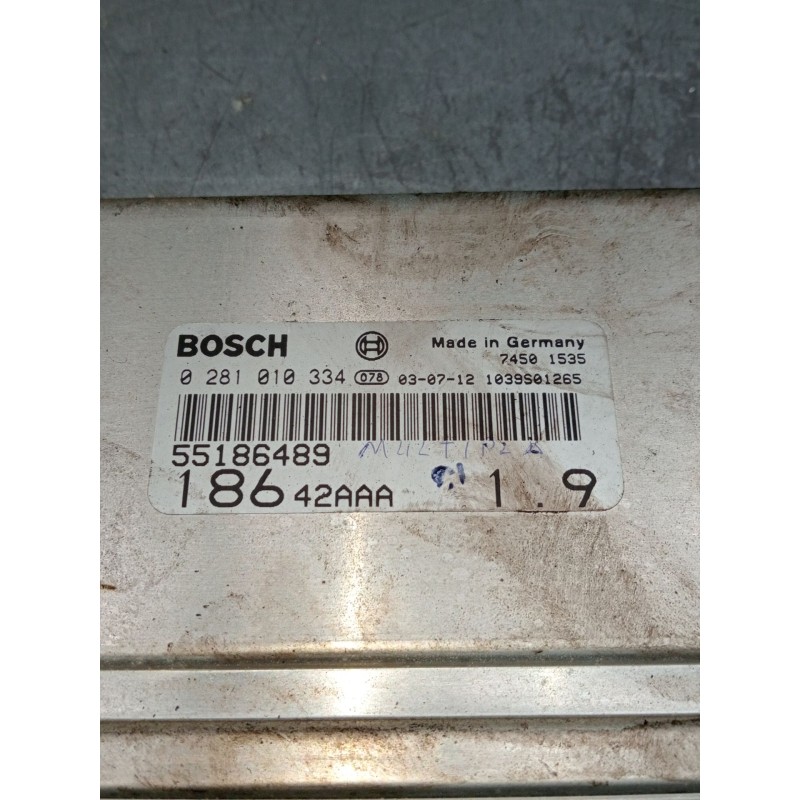 BOSCH Made in Germany
7450 1535
0 281 010 334 078 03-07-12 1039S01265
55186489 MULTIPLA
186 42AAA 1.9